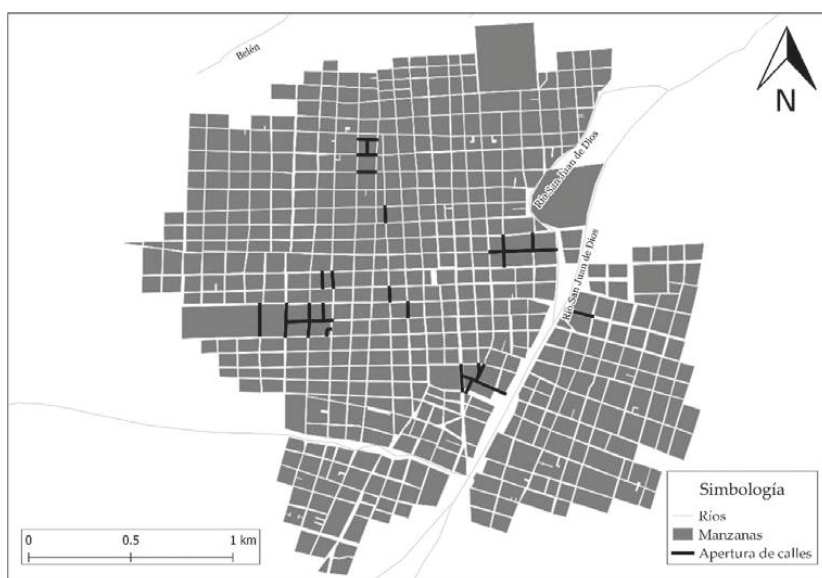 Belén
N
Río San Juan de Dios
Río San Juan de Dios
Simbología
Ríos
Manzanas
Apertura de calles
0 0.5 1 km